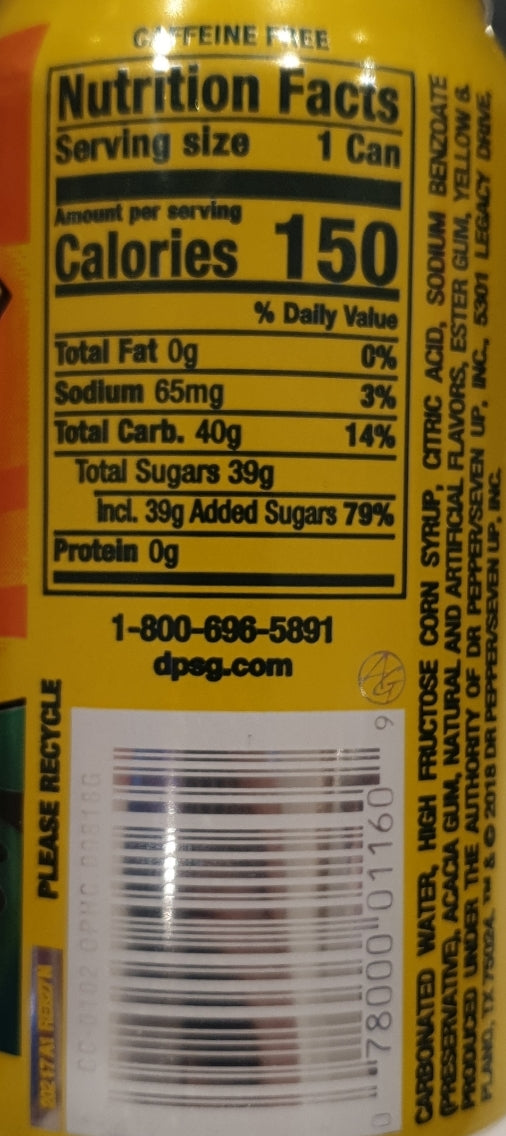 CAFFEINE FREE
Nutrition Facts
Serving size 1 Can
Amount per serving
Calories 150
% Daily Value
Total Fat 0g 0%
Sodium 65mg 3%
Total Carb. 40g 14%
Total Sugars 39g
Incl. 39g Added Sugars 79%
Protein 0g
1-800-696-5891
dpsg.com
PLEASE RECYCLE
0 78000 01160 9
CARBONATED WATER, HIGH FRUCTOSE CORN SYRUP, CITRIC ACID, SODIUM BENZOATE
(PRESERVATIVE), ACACIA GUM, NATURAL AND ARTIFICIAL FLAVORS, ESTER GUM, YELLOW 6.
PRODUCED UNDER THE AUTHORITY OF DR PEPPER/SEVEN UP, INC., 5301 LEGACY DRIVE,
PLANO, TX 75024. TM & © 2018 DR PEPPER/SEVEN UP, INC.